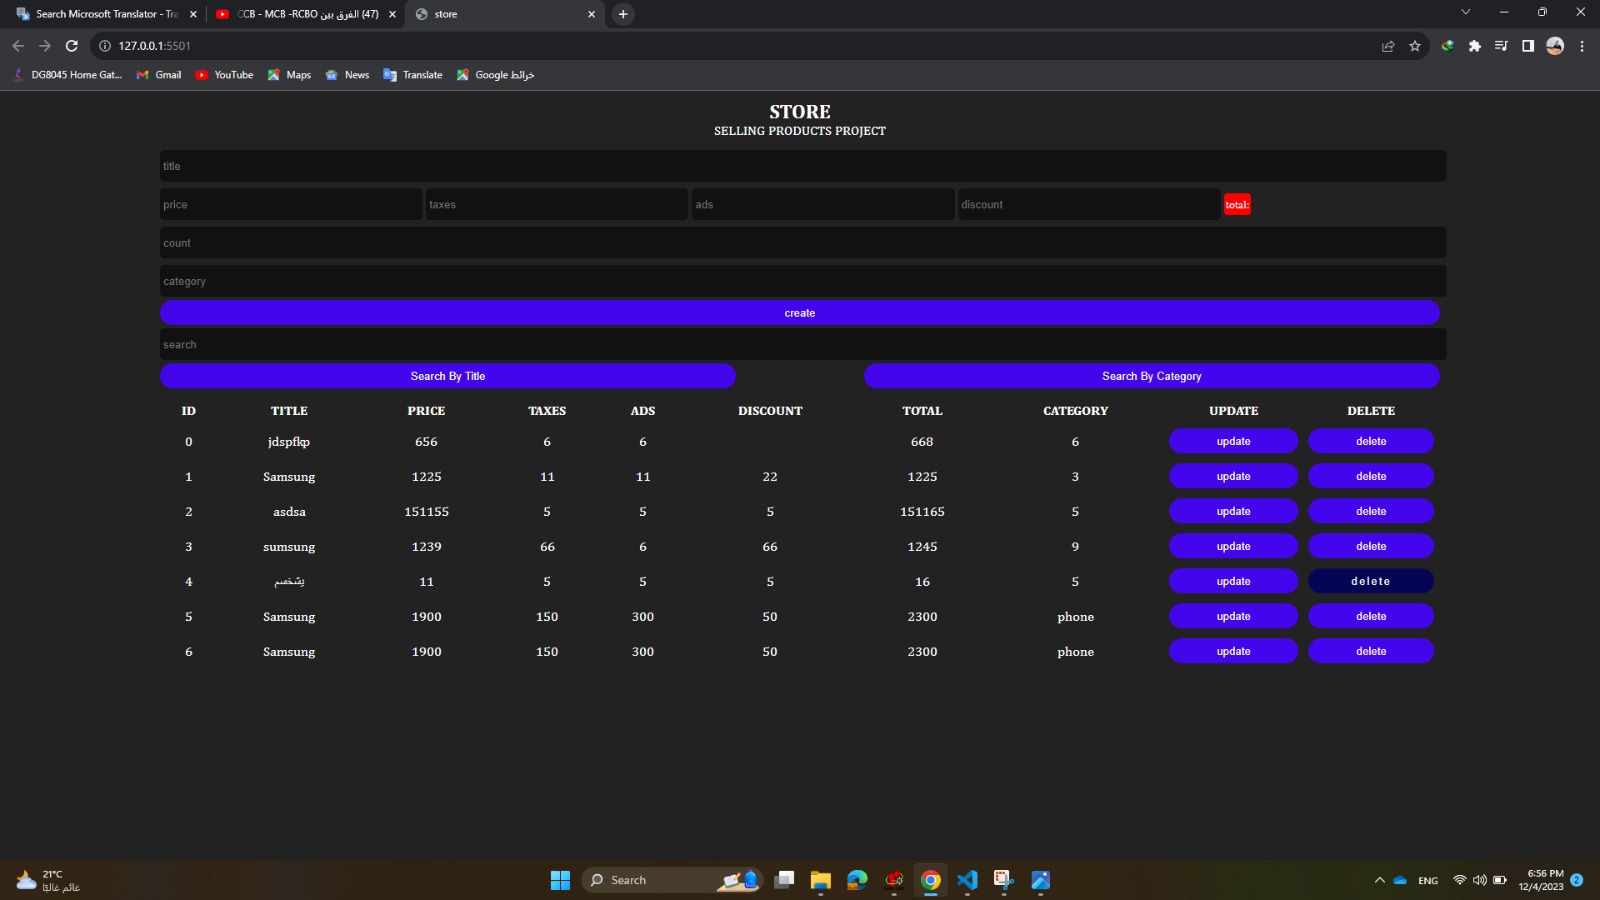 Search Microsoft Translator - Tra
CCB - MCB -RCBO الفرق بين (47)
store
127.0.0.1:5501
DG8045 Home Gat...
Gmail
YouTube
Maps
News
Translate
خرائط Google
STORE
SELLING PRODUCTS PROJECT
title
price taxes ads discount total:
count
category
create
search
Search By Title Search By Category
ID TITLE PRICE TAXES ADS DISCOUNT TOTAL CATEGORY UPDATE DELETE
0 jdspfkp 656 6 6 668 6 update delete
1 Samsung 1225 11 11 22 1225 3 update delete
2 asdsa 151155 5 5 5 151165 5 update delete
3 sumsung 1239 66 6 66 1245 9 update delete
4 11 5 5 5 16 5 update delete
5 Samsung 1900 150 300 50 2300 phone update delete
6 Samsung 1900 150 300 50 2300 phone update delete
21°C
غائم غالبًا
Search
ENG
6:56 PM
12/4/2023
2